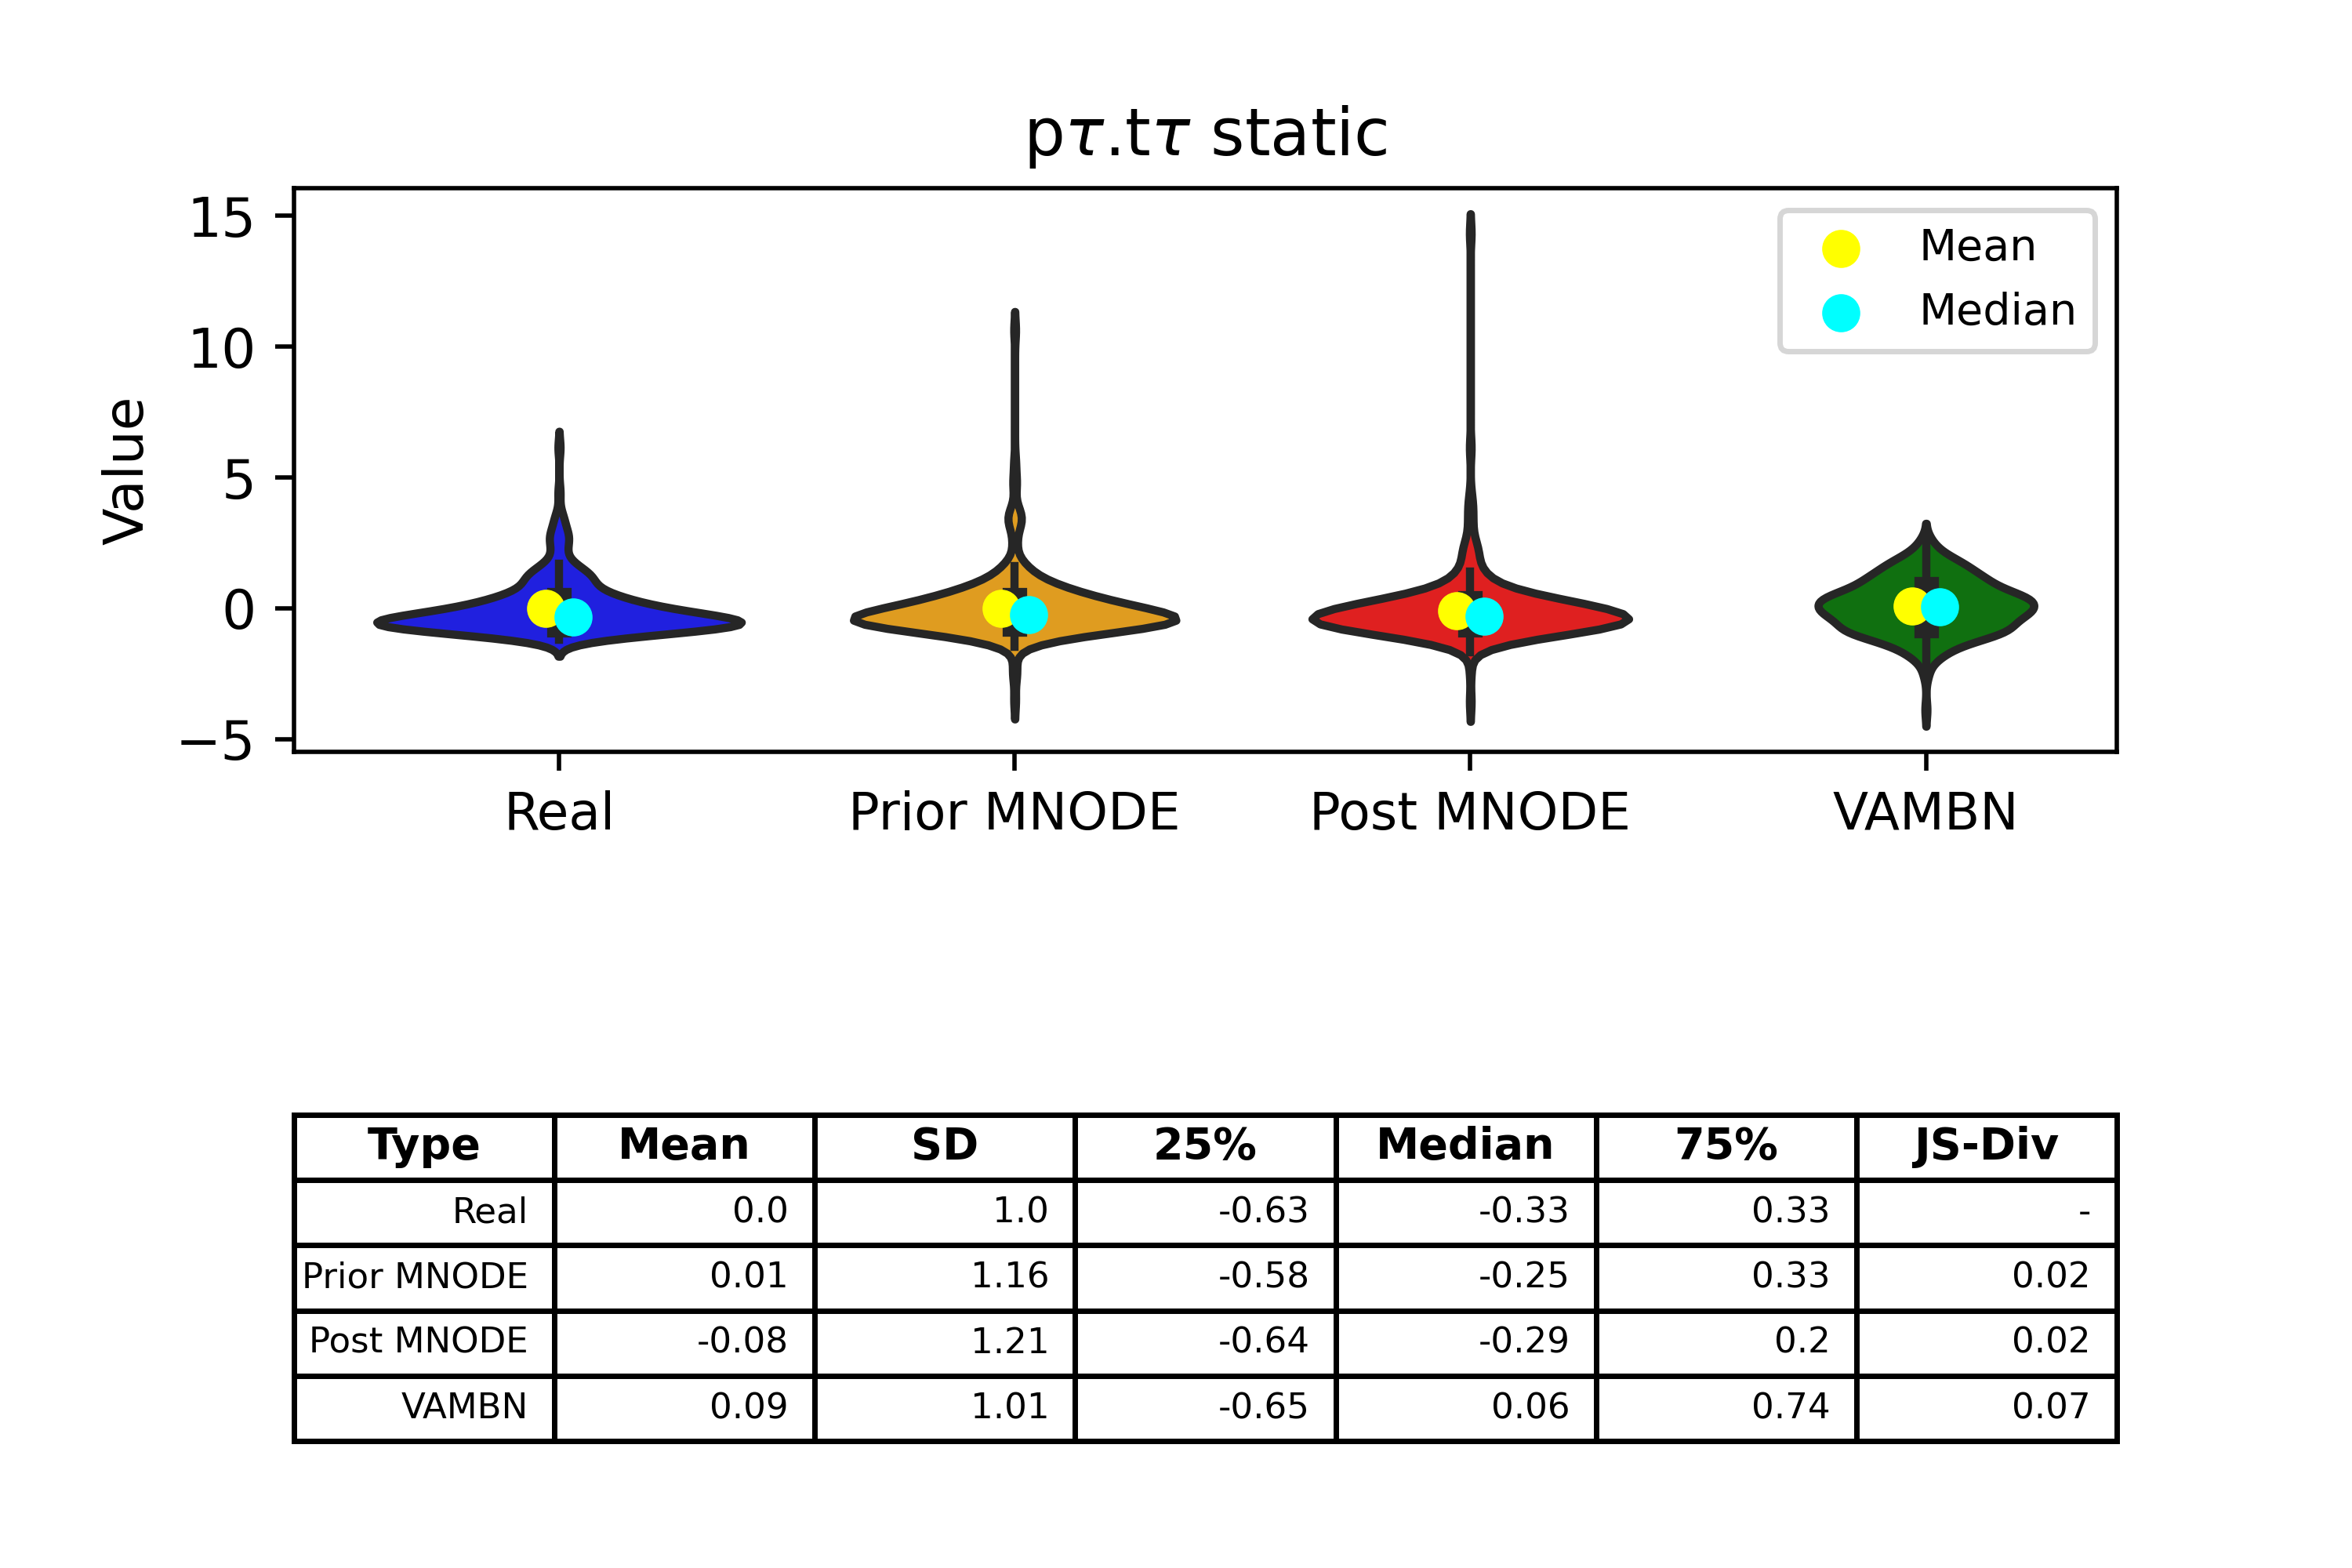 pτ.tτ static
15
10
5
0
−5
Value
Mean
Median
Real Prior MNODE Post MNODE VAMBN
Type Mean SD 25% Median 75% JS-Div
Real 0.0 1.0 -0.63 -0.33 0.33 -
Prior MNODE 0.01 1.16 -0.58 -0.25 0.33 0.02
Post MNODE -0.08 1.21 -0.64 -0.29 0.2 0.02
VAMBN 0.09 1.01 -0.65 0.06 0.74 0.07